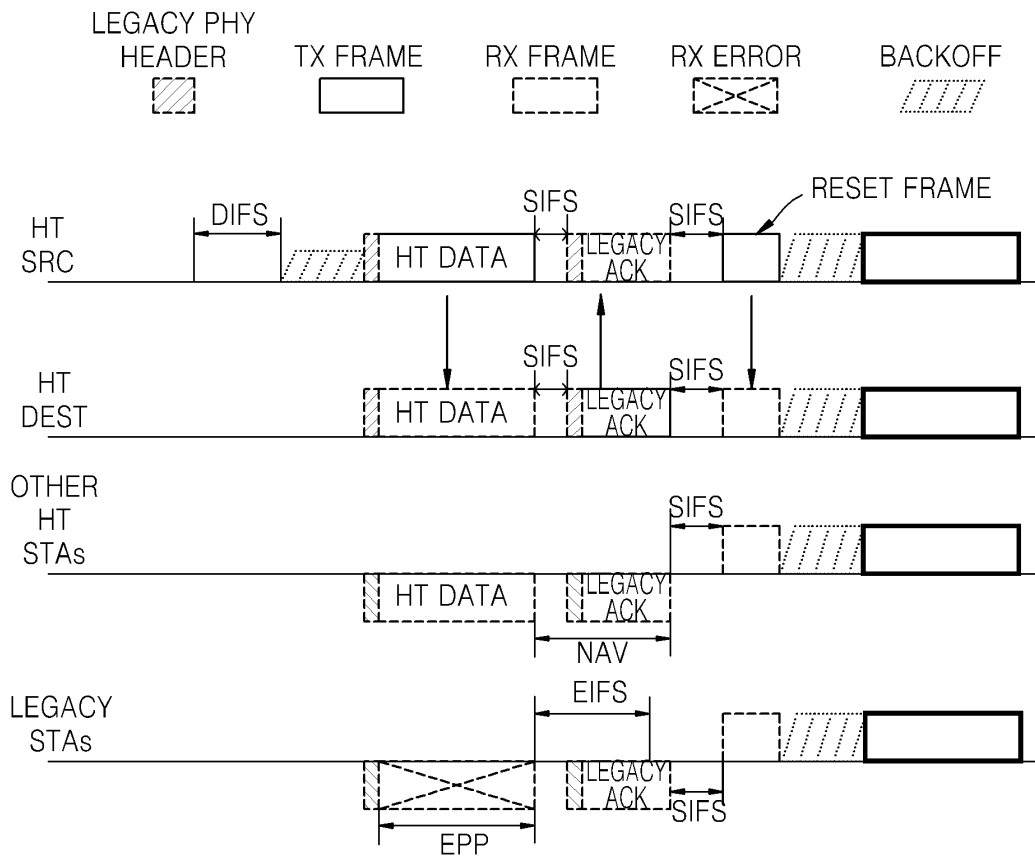 LEGACY PHY
HEADER
TX FRAME
RX FRAME
RX ERROR
BACKOFF
HT
SRC
DIFS
HT DATA
SIFS
LEGACY
ACK
SIFS
RESET FRAME
HT
DEST
HT DATA
SIFS
LEGACY
ACK
SIFS
OTHER
HT
STAs
HT DATA
LEGACY
ACK
SIFS
NAV
LEGACY
STAs
EIFS
LEGACY
ACK
SIFS
EPP